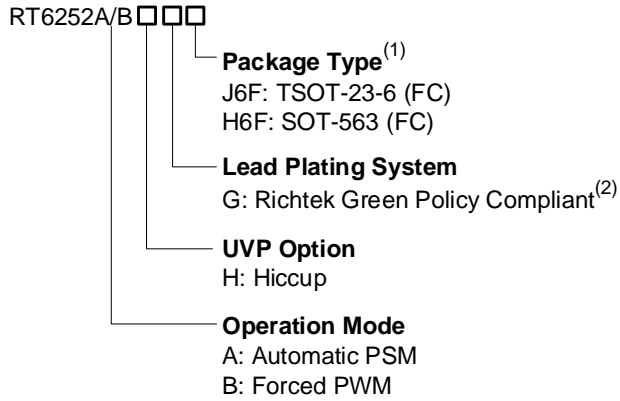 RT6252A/B
Package Type(1)
J6F: TSOT-23-6 (FC)
H6F: SOT-563 (FC)
Lead Plating System
G: Richtek Green Policy Compliant(2)
UVP Option
H: Hiccup
Operation Mode
A: Automatic PSM
B: Forced PWM